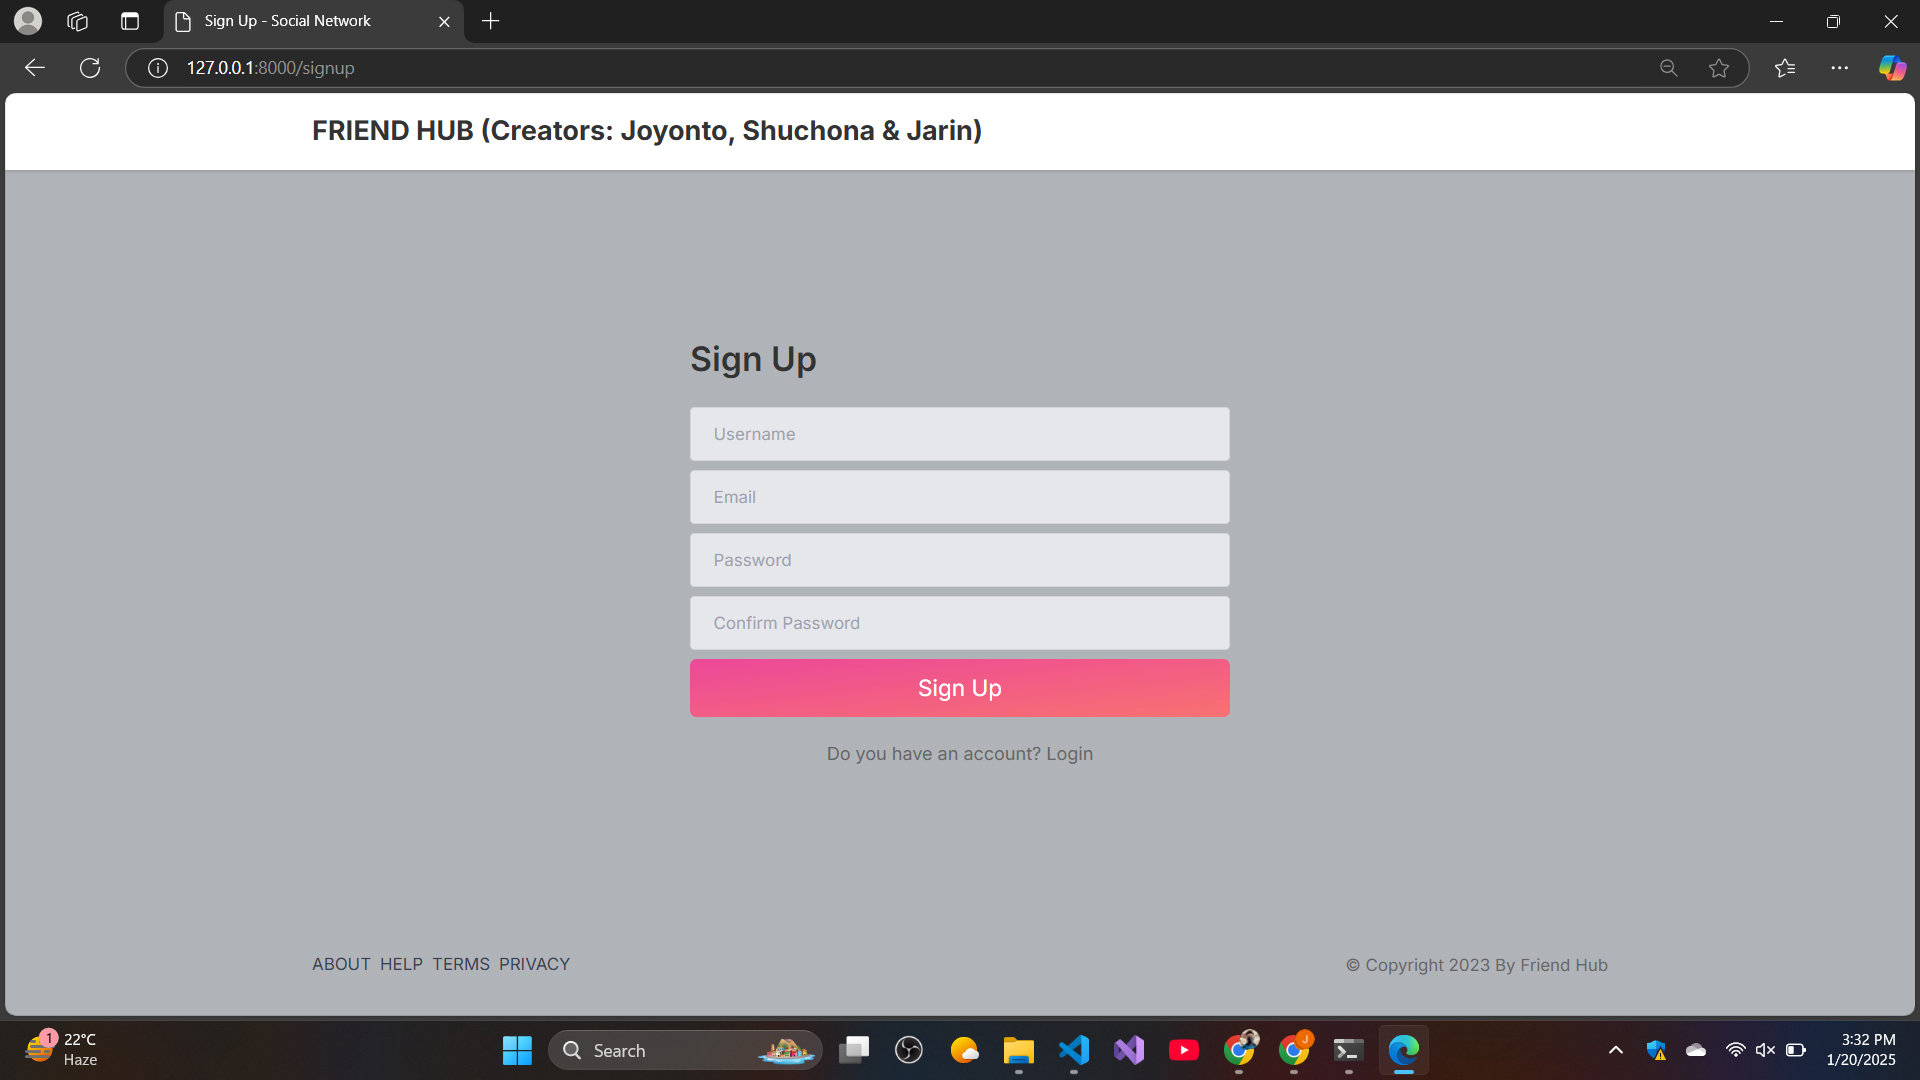 Sign Up - Social Network
127.0.0.1:8000/signup
FRIEND HUB (Creators: Joyonto, Shuchona & Jarin)
Sign Up
Username
Email
Password
Confirm Password
Sign Up
Do you have an account? Login
ABOUT HELP TERMS PRIVACY
© Copyright 2023 By Friend Hub
1
22°C
Haze
Search
J
3:32 PM
1/20/2025